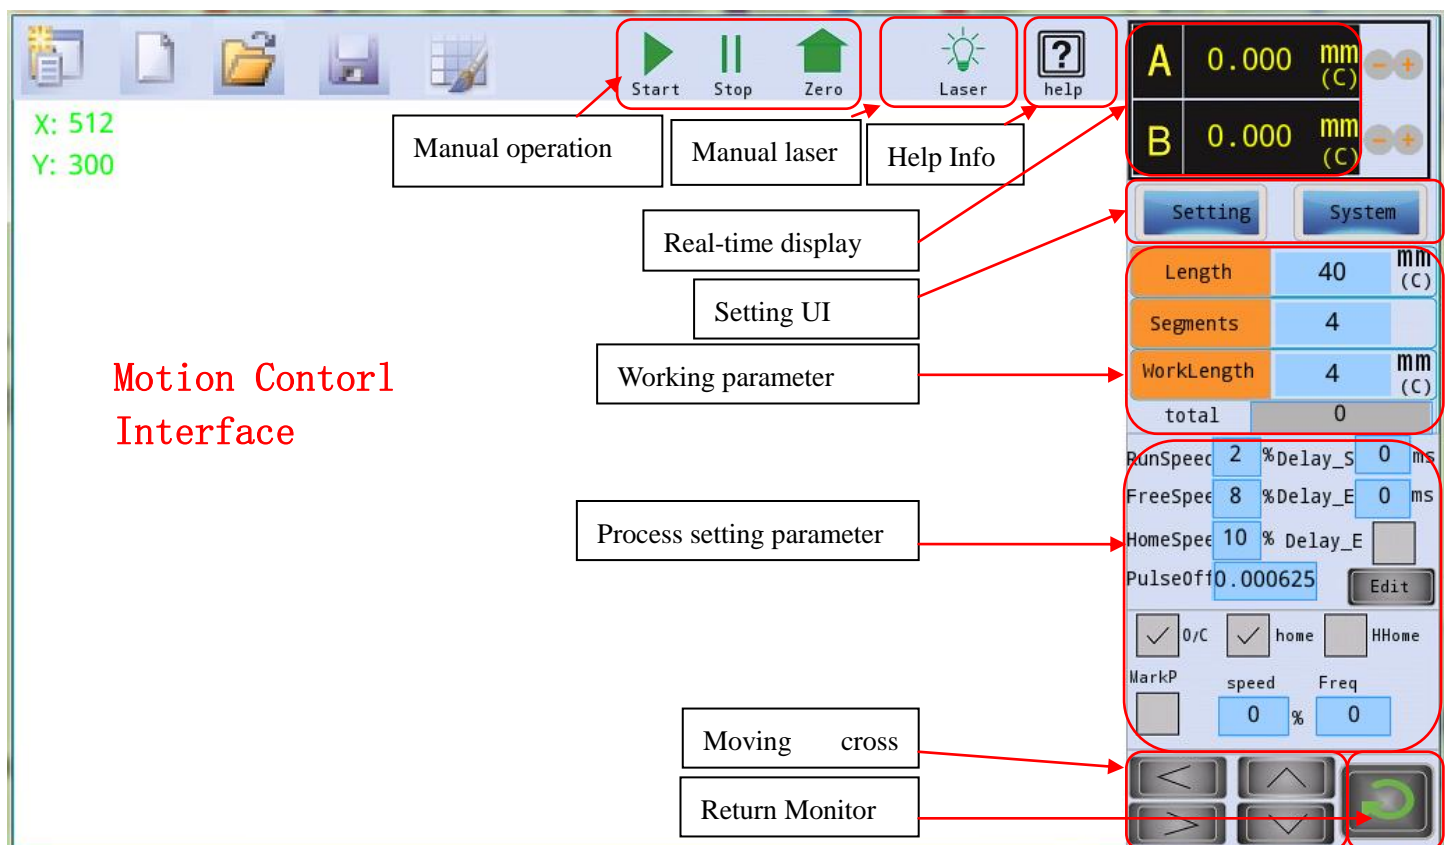 Start Stop Zero Laser help
X: 512
Y: 300
A 0.000 mm (C) - +
B 0.000 mm (C) - +
Manual operation
Manual laser
Help Info
Real-time display
Setting UI
Working parameter
Motion Contorl
Interface
Process setting parameter
Moving cross
Return Monitor
Setting System
Length 40 mm (C)
Segments 4
WorkLength 4 mm (C)
total 0
RunSpeec 2 % Delay_S 0 ms
FreeSpee 8 % Delay_E 0 ms
HomeSpee 10 % Delay_E
PulseOff 0.000625 Edit
O/C home HHome
MarkP speed Freq
0 % 0